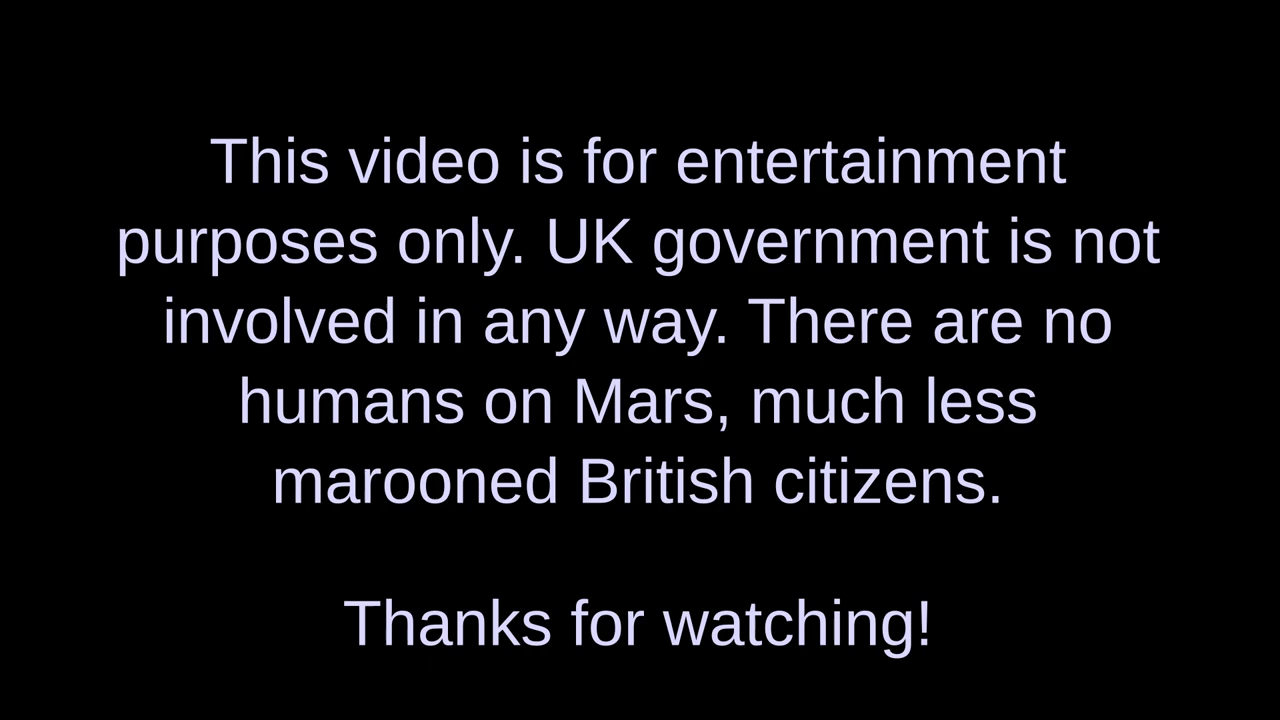 This video is for entertainment
purposes only. UK government is not
involved in any way. There are no
humans on Mars, much less
marooned British citizens.
Thanks for watching!